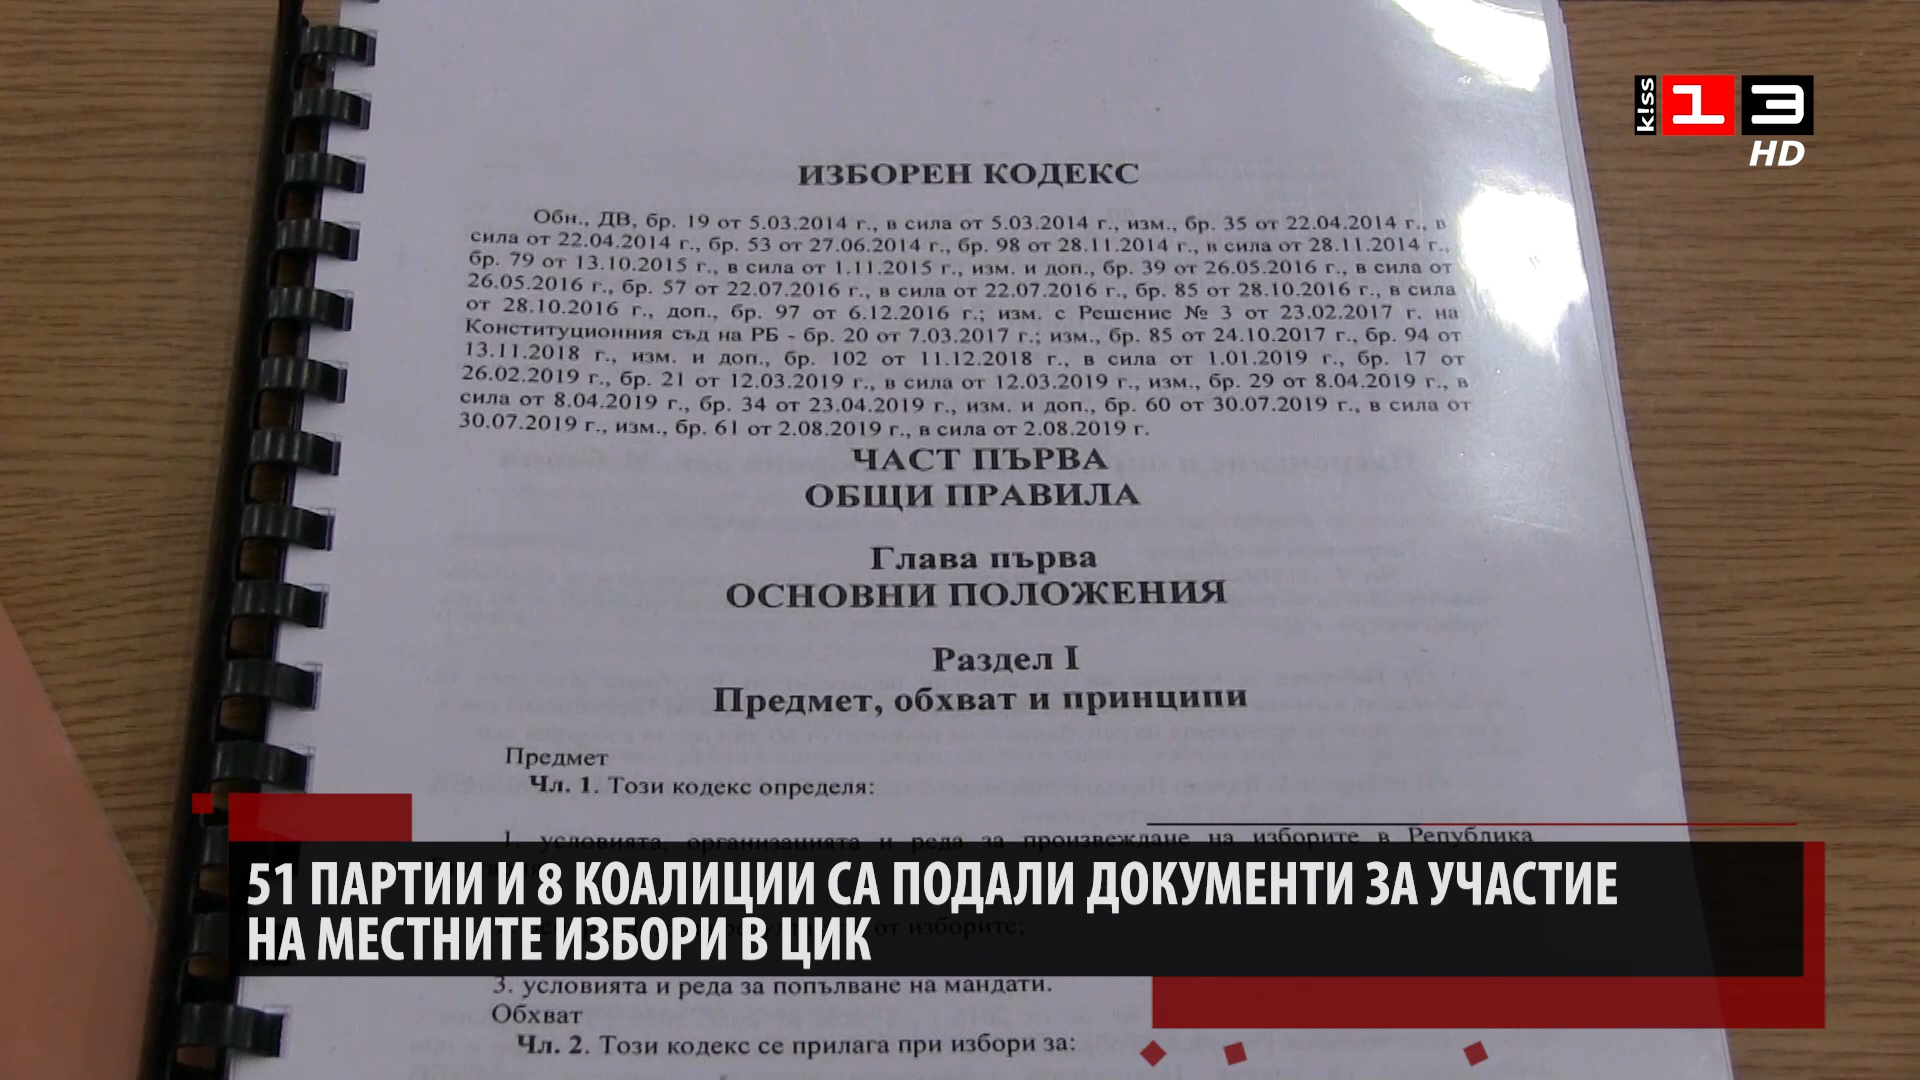 k!ss 13
HD
ИЗБОРЕН КОДЕКС
Обн., ДВ, бр. 19 от 5.03.2014 г., в сила от 5.03.2014 г., изм., бр. 35 от 22.04.2014 г., в
сила от 22.04.2014 г., бр. 53 от 27.06.2014 г., бр. 98 от 28.11.2014 г., в сила от 28.11.2014 г.,
бр. 79 от 13.10.2015 г., в сила от 1.11.2015 г., изм. и доп., бр. 39 от 26.05.2016 г., в сила от
26.05.2016 г., бр. 57 от 22.07.2016 г., в сила от 22.07.2016 г., бр. 85 от 28.10.2016 г., в сила
от 28.10.2016 г., доп., бр. 97 от 6.12.2016 г.; изм. с Решение № 3 от 23.02.2017 г. на
Конституционния съд на РБ - бр. 20 от 7.03.2017 г.; изм., бр. 85 от 24.10.2017 г., бр. 94 от
13.11.2018 г., изм. и доп., бр. 102 от 11.12.2018 г., в сила от 1.01.2019 г., бр. 17 от
26.02.2019 г., бр. 21 от 12.03.2019 г., в сила от 12.03.2019 г., изм., бр. 29 от 8.04.2019 г., в
сила от 8.04.2019 г., бр. 34 от 23.04.2019 г., изм. и доп., бр. 60 от 30.07.2019 г., в сила от
30.07.2019 г., изм., бр. 61 от 2.08.2019 г., в сила от 2.08.2019 г.
ЧАСТ ПЪРВА
ОБЩИ ПРАВИЛА
Глава първа
ОСНОВНИ ПОЛОЖЕНИЯ
Раздел I
Предмет, обхват и принципи
Предмет
Чл. 1. Този кодекс определя:
1. условията, организацията и реда за произвеждане на изборите в Република
51 ПАРТИИ И 8 КОАЛИЦИИ СА ПОДАЛИ ДОКУМЕНТИ ЗА УЧАСТИЕ
НА МЕСТНИТЕ ИЗБОРИ В ЦИК
от изборите;
3. условията и реда за попълване на мандати.
Обхват
Чл. 2. Този кодекс се прилага при избори за: